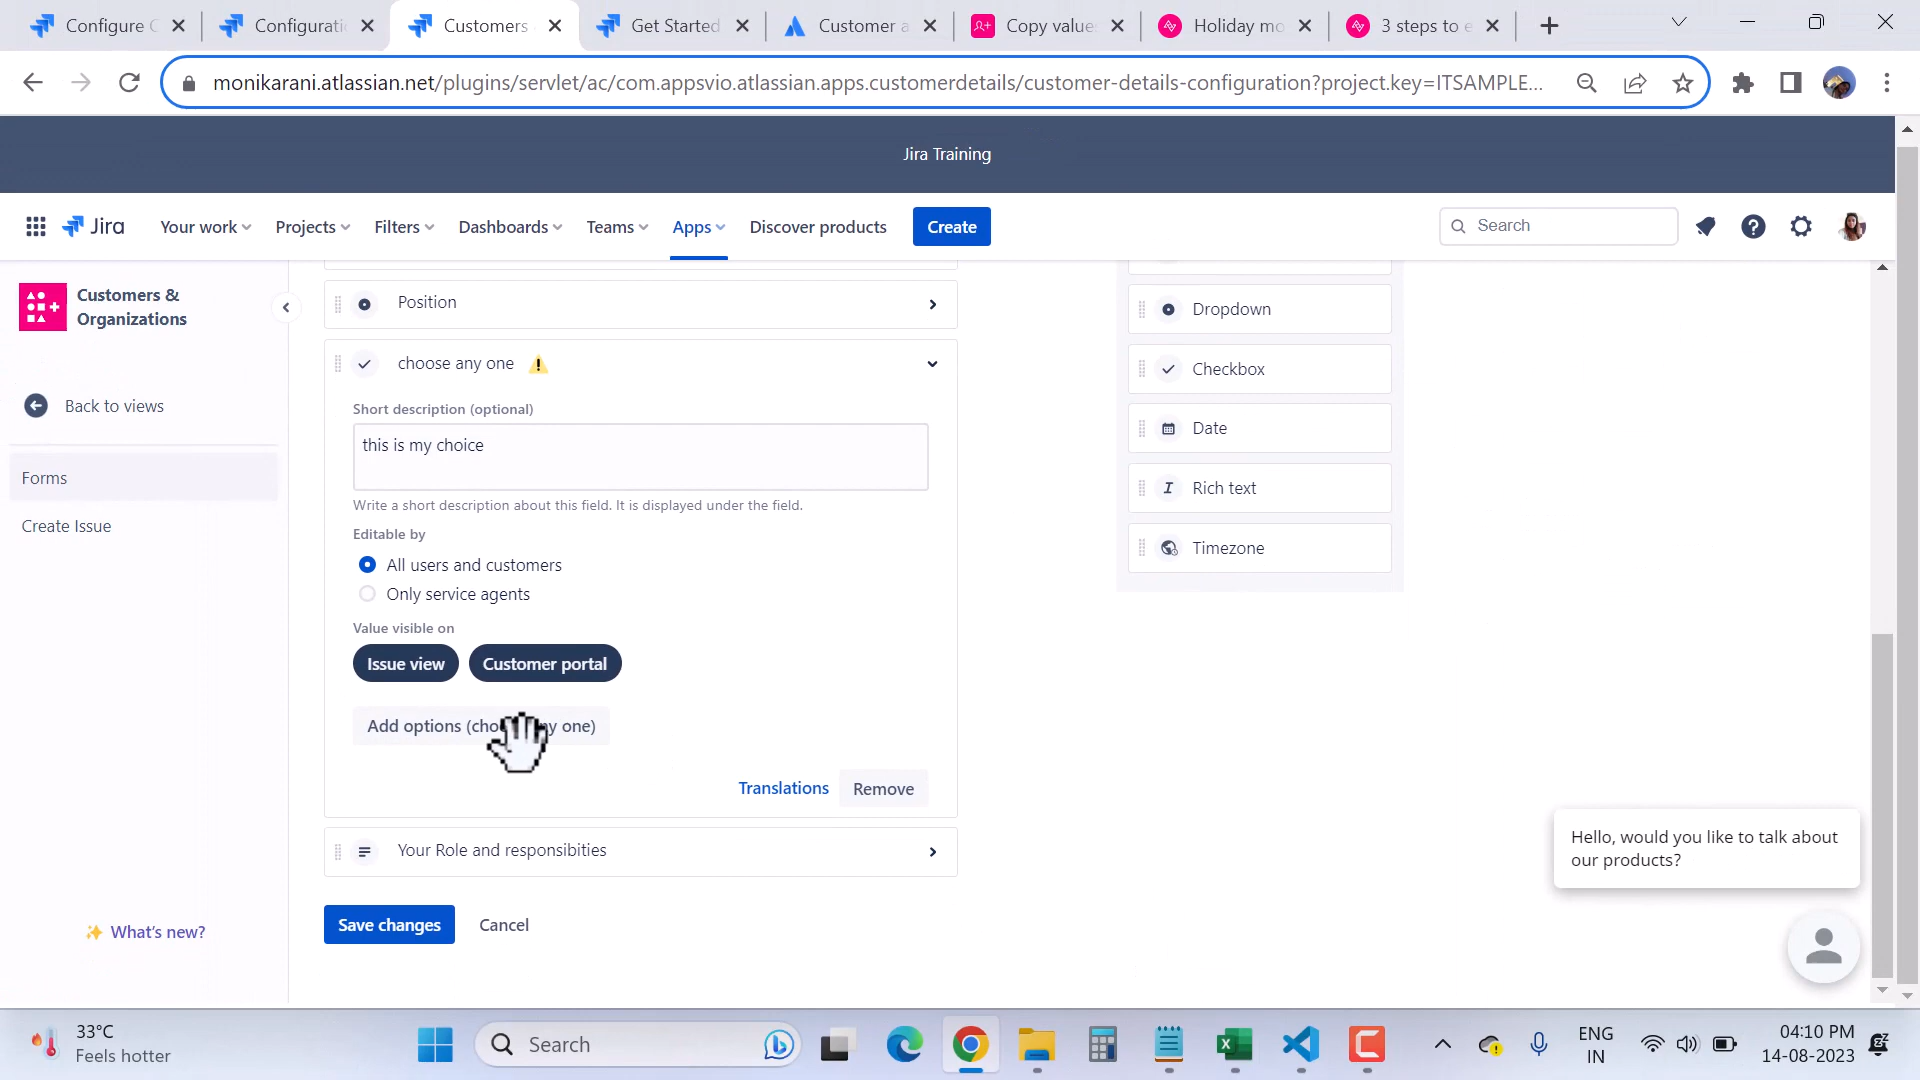 Configure C
Configurati
Customers
Get Started
Customer a
Copy value
Holiday mo
3 steps to e
monikarani.atlassian.net/plugins/servlet/ac/com.appsvio.atlassian.apps.customerdetails/customer-details-configuration?project.key=ITSAMPLE...
Jira Training
Jira
Your work
Projects
Filters
Dashboards
Teams
Apps
Discover products
Create
Search
Customers &
Organizations
Back to views
Forms
Create Issue
✨ What's new?
Position
choose any one
Short description (optional)
this is my choice
Write a short description about this field. It is displayed under the field.
Editable by
All users and customers
Only service agents
Value visible on
Issue view
Customer portal
Add options (cho ny one)
Translations
Remove
Your Role and responsibities
Save changes
Cancel
Dropdown
Checkbox
Date
Rich text
Timezone
Hello, would you like to talk about
our products?
33°C
Feels hotter
Search
ENG
IN
04:10 PM
14-08-2023